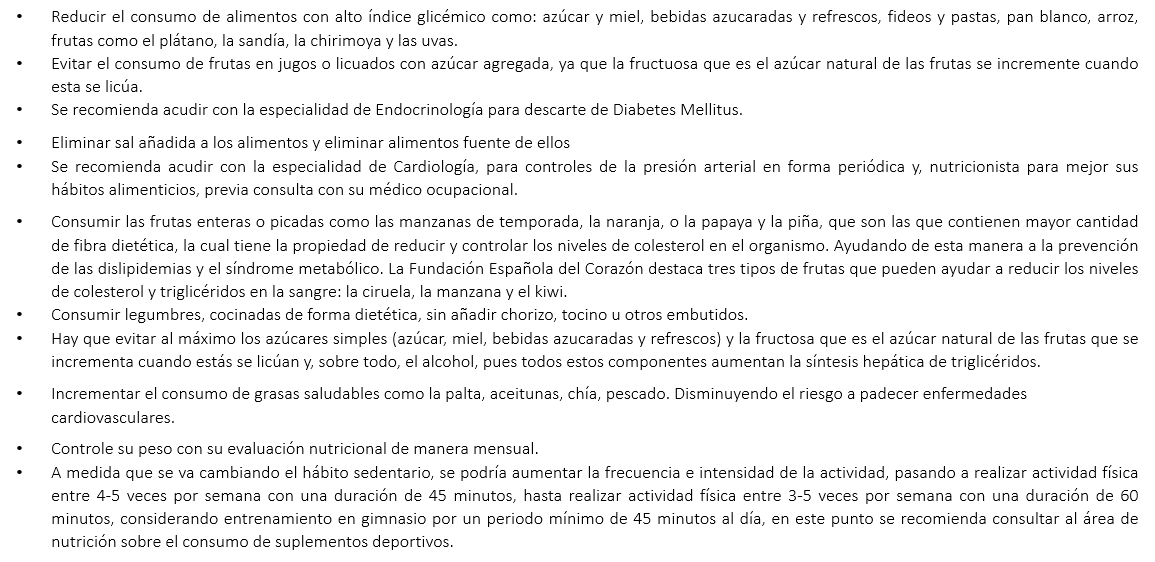 • Reducir el consumo de alimentos con alto índice glicémico como: azúcar y miel, bebidas azucaradas y refrescos, fideos y pastas, pan blanco, arroz,
frutas como el plátano, la sandía, la chirimoya y las uvas.
• Evitar el consumo de frutas en jugos o licuados con azúcar agregada, ya que la fructuosa que es el azúcar natural de las frutas se incremente cuando
esta se licúa.
• Se recomienda acudir con la especialidad de Endocrinología para descarte de Diabetes Mellitus.
• Eliminar sal añadida a los alimentos y eliminar alimentos fuente de ellos
• Se recomienda acudir con la especialidad de Cardiología, para controles de la presión arterial en forma periódica y, nutricionista para mejor sus
hábitos alimenticios, previa consulta con su médico ocupacional.
• Consumir las frutas enteras o picadas como las manzanas de temporada, la naranja, o la papaya y la piña, que son las que contienen mayor cantidad
de fibra dietética, la cual tiene la propiedad de reducir y controlar los niveles de colesterol en el organismo. Ayudando de esta manera a la prevención
de las dislipidemias y el síndrome metabólico. La Fundación Española del Corazón destaca tres tipos de frutas que pueden ayudar a reducir los niveles
de colesterol y triglicéridos en la sangre: la ciruela, la manzana y el kiwi.
• Consumir legumbres, cocinadas de forma dietética, sin añadir chorizo, tocino u otros embutidos.
• Hay que evitar al máximo los azúcares simples (azúcar, miel, bebidas azucaradas y refrescos) y la fructosa que es el azúcar natural de las frutas que se
incrementa cuando estás se licúan y, sobre todo, el alcohol, pues todos estos componentes aumentan la síntesis hepática de triglicéridos.
• Incrementar el consumo de grasas saludables como la palta, aceitunas, chía, pescado. Disminuyendo el riesgo a padecer enfermedades
cardiovasculares.
• Controle su peso con su evaluación nutricional de manera mensual.
• A medida que se va cambiando el hábito sedentario, se podría aumentar la frecuencia e intensidad de la actividad, pasando a realizar actividad física
entre 4-5 veces por semana con una duración de 45 minutos, hasta realizar actividad física entre 3-5 veces por semana con una duración de 60
minutos, considerando entrenamiento en gimnasio por un periodo mínimo de 45 minutos al día, en este punto se recomienda consultar al área de
nutrición sobre el consumo de suplementos deportivos.